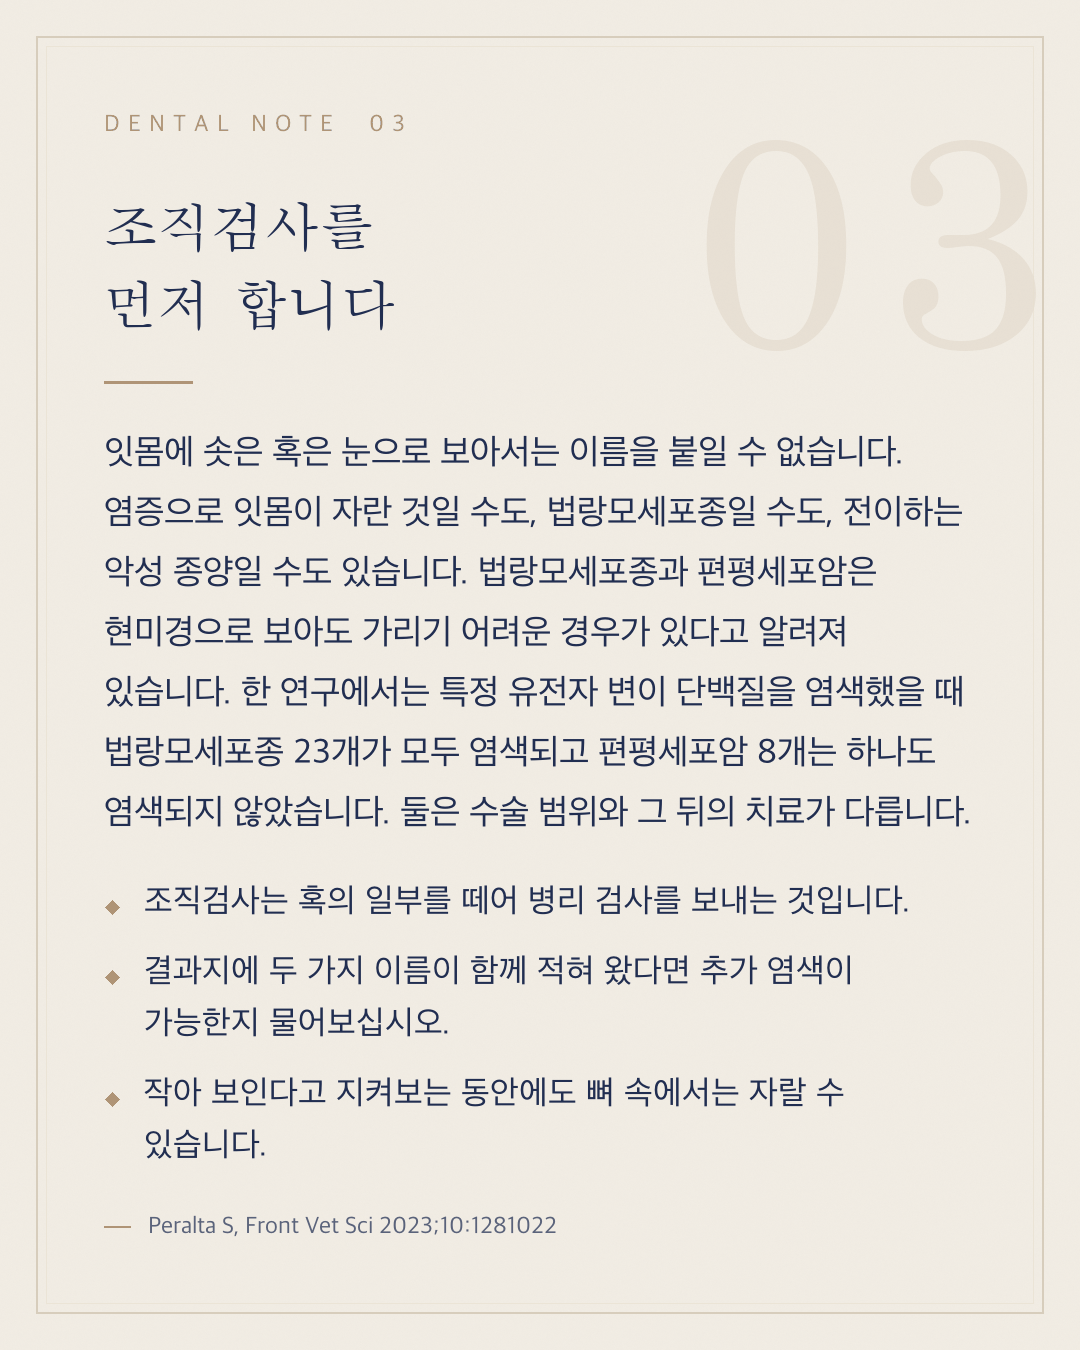 DENTAL NOTE 03
03
조직검사를
먼저 합니다
잇몸에 솟은 혹은 눈으로 보아서는 이름을 붙일 수 없습니다.
염증으로 잇몸이 자란 것일 수도, 법랑모세포종일 수도, 전이하는
악성 종양일 수도 있습니다. 법랑모세포종과 편평세포암은
현미경으로 보아도 가리기 어려운 경우가 있다고 알려져
있습니다. 한 연구에서는 특정 유전자 변이 단백질을 염색했을 때
법랑모세포종 23개가 모두 염색되고 편평세포암 8개는 하나도
염색되지 않았습니다. 둘은 수술 범위와 그 뒤의 치료가 다릅니다.
조직검사는 혹의 일부를 떼어 병리 검사를 보내는 것입니다.
결과지에 두 가지 이름이 함께 적혀 왔다면 추가 염색이
가능한지 물어보십시오.
작아 보인다고 지켜보는 동안에도 뼈 속에서는 자랄 수
있습니다.
Peralta S, Front Vet Sci 2023;10:1281022